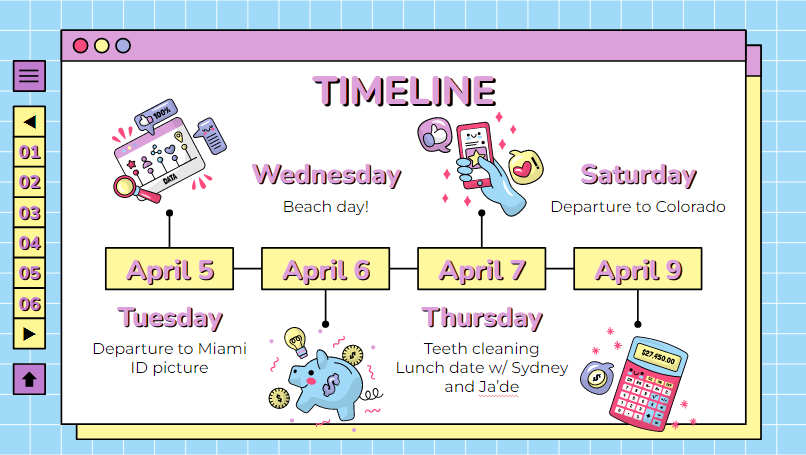 TIMELINE
100%
DATA
01
02
03
04
05
06
Wednesday
Beach day!
Saturday
Departure to Colorado
April 5
April 6
April 7
April 9
Tuesday
Departure to Miami
ID picture
Thursday
Teeth cleaning
Lunch date w/ Sydney
and Ja'de
$27,450.00